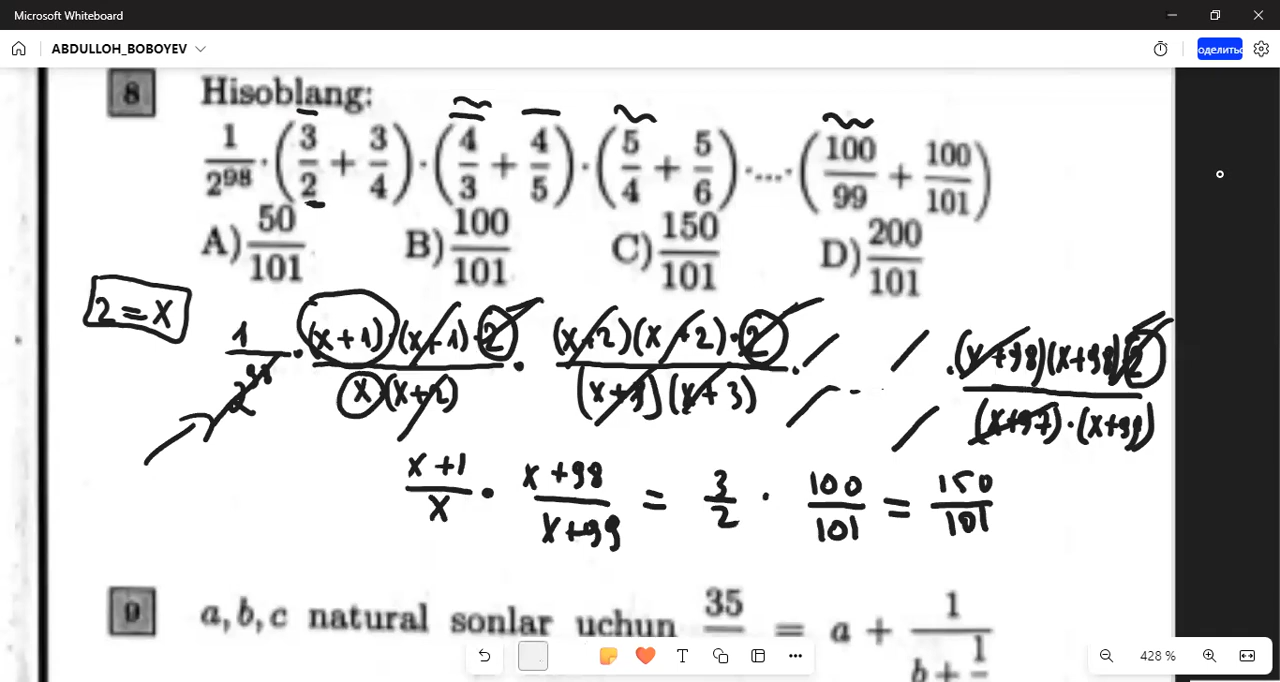 Microsoft Whiteboard
ABDULLOH_BOBOYEV
оделить
8 Hisoblang:
1/2^98 · (3/2 + 3/4) · (4/3 + 4/5) · (5/4 + 5/6) · .... · (100/99 + 100/101)
A) 50/101 B) 100/101 C) 150/101 D) 200/101
2 = x
1/2^98 · (x+1)·(x+1)·2/x(x+2) · (x+2)(x+2)·2/(x+1)(x+3) · ... · (x+98)(x+98)2/(x+97)·(x+99)
x+1/x · x+98/x+99 = 3/2 · 100/101 = 150/101
9 a, b, c natural sonlar uchun 35/ = a + 1/b + 1/
428 %